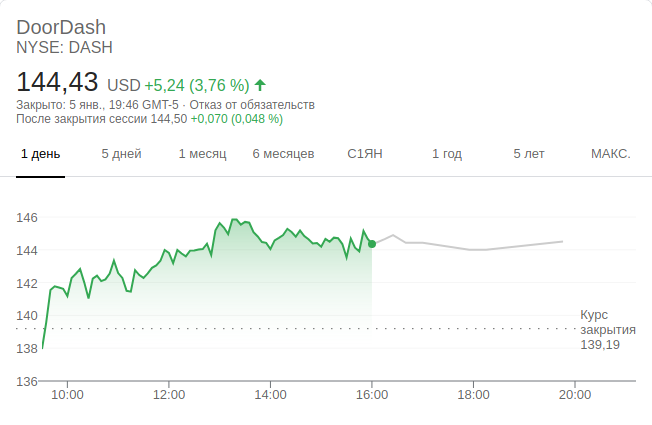 DoorDash
NYSE: DASH
144,43 USD +5,24 (3,76 %)
Закрыто: 5 янв., 19:46 GMT-5 · Отказ от обязательств
После закрытия сессии 144,50 +0,070 (0,048 %)
1 день 5 дней 1 месяц 6 месяцев С1ЯН 1 год 5 лет МАКС.
146
144
142
140
138
136
Курс
закрытия
139,19
10:00 12:00 14:00 16:00 18:00 20:00